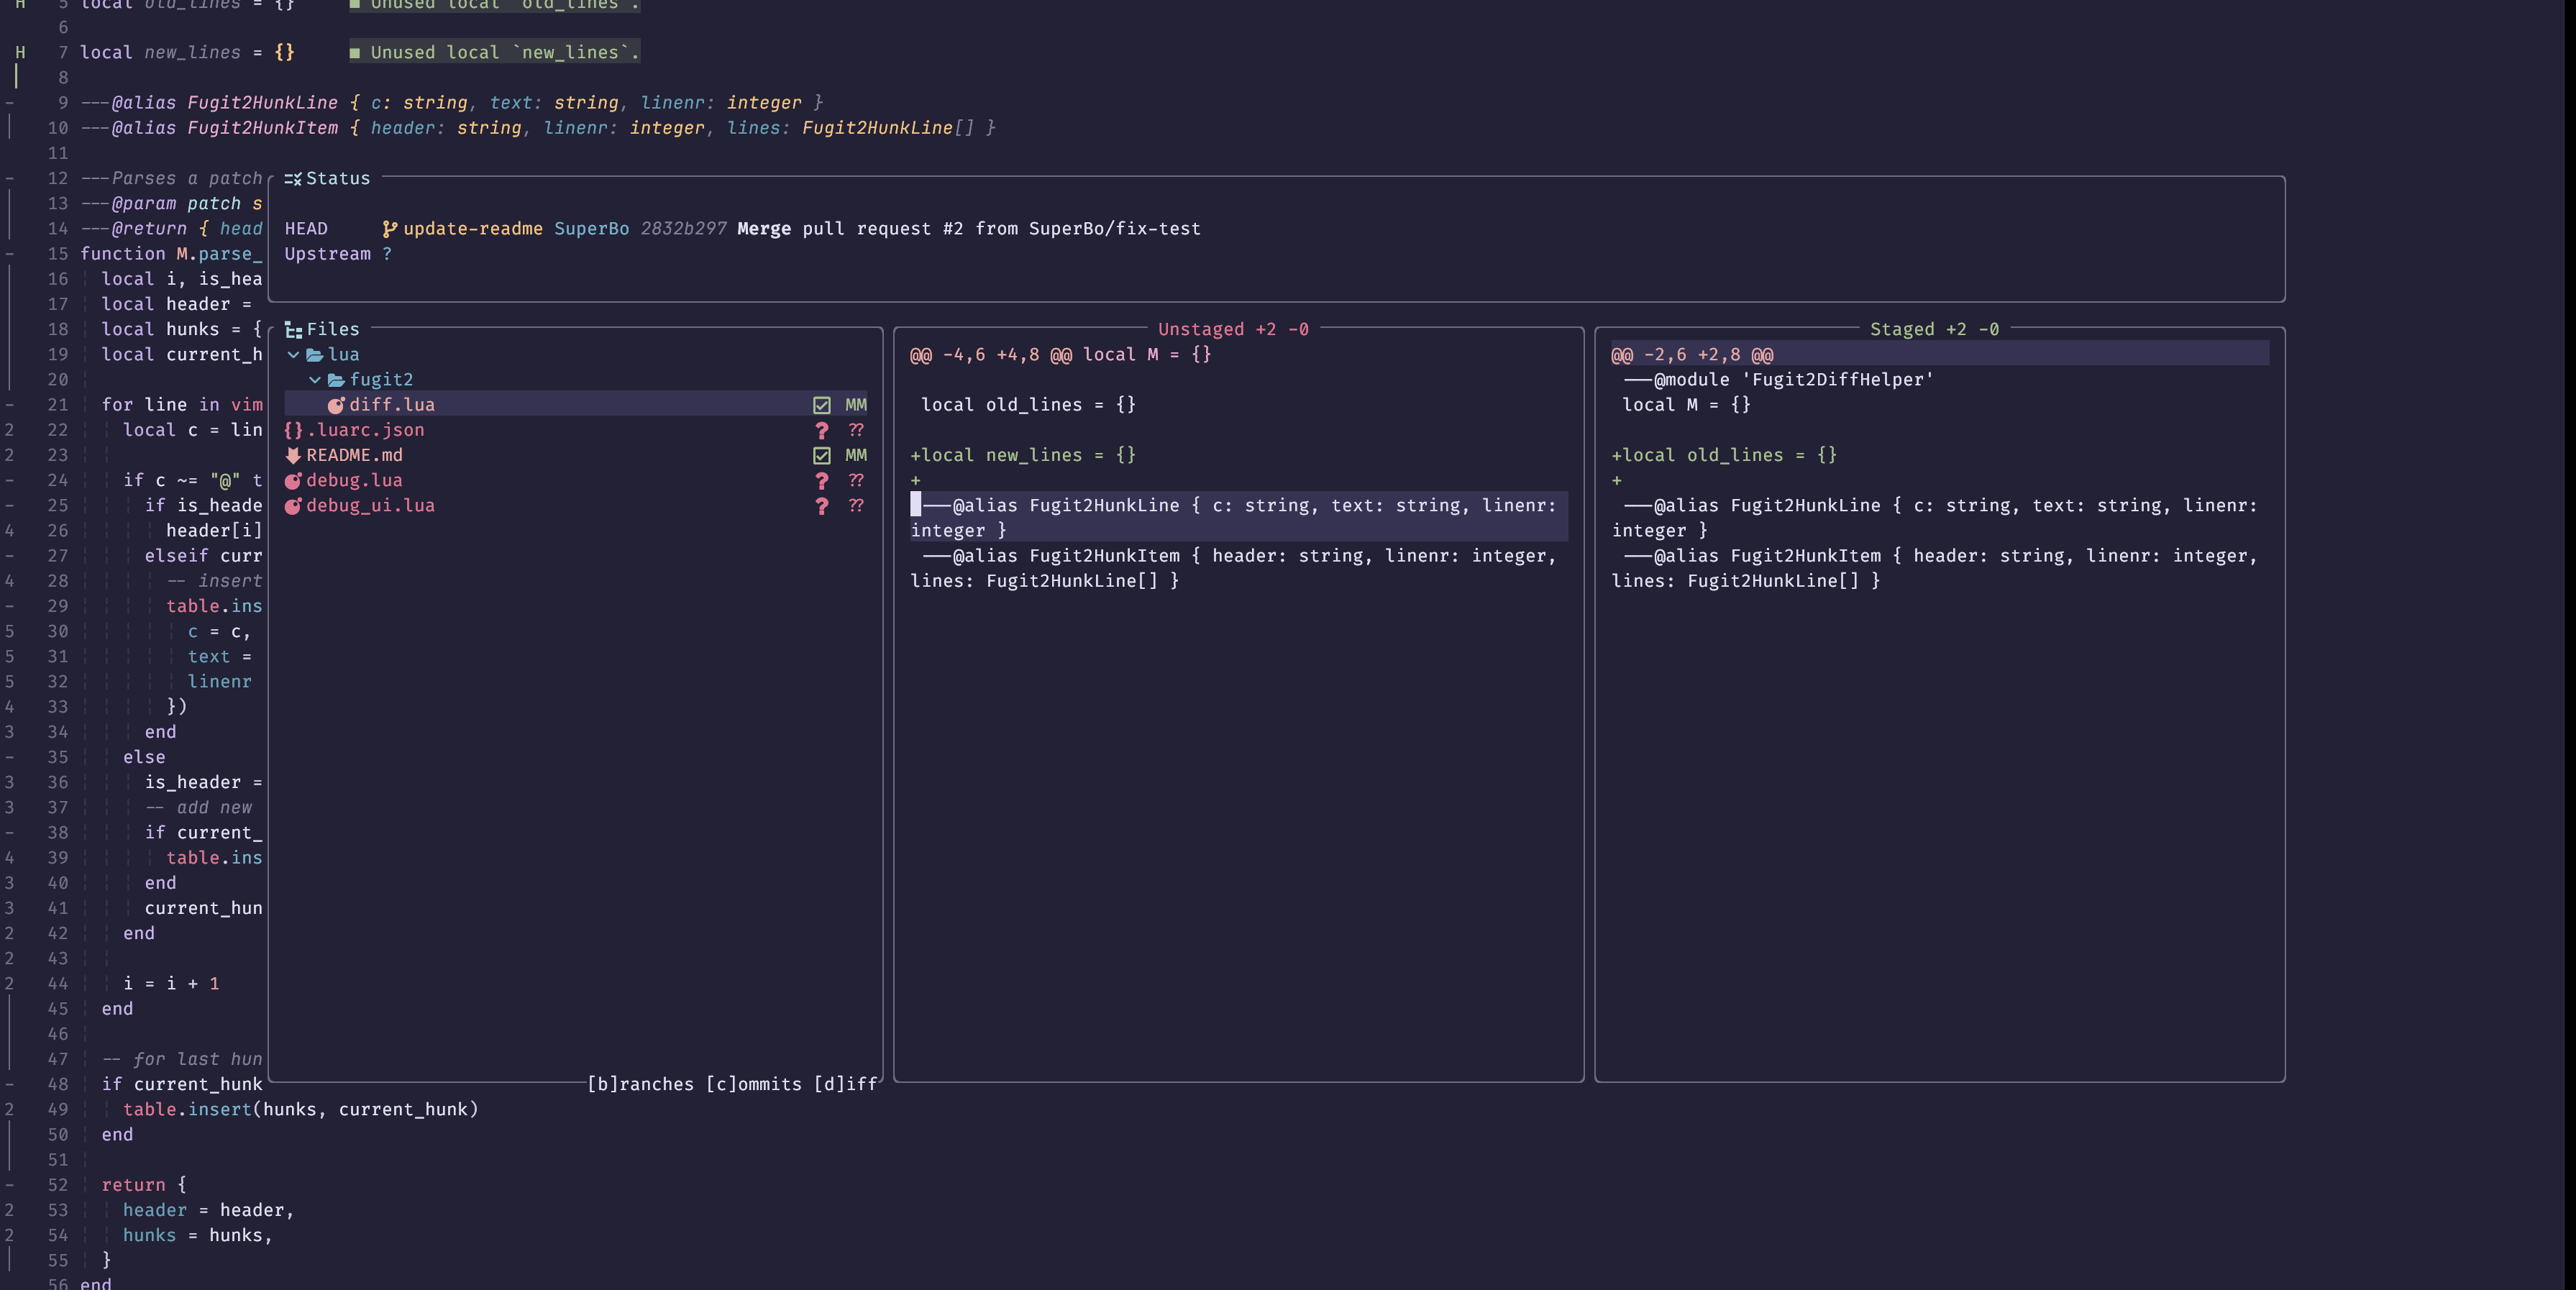 H 5 local old_lines = {} ■ Unused local `old_lines`.
6
H 7 local new_lines = {} ■ Unused local `new_lines`.
8
- 9 ---@alias Fugit2HunkLine { c: string, text: string, linenr: integer }
10 ---@alias Fugit2HunkItem { header: string, linenr: integer, lines: Fugit2HunkLine[] }
11
- 12 ---Parses a patch
13 ---@param patch s
14 ---@return { head
- 15 function M.parse_
16 local i, is_hea
17 local header =
18 local hunks = {
19 local current_h
20
- 21 for line in vim
2 22 local c = lin
2 23
- 24 if c ~= "@" t
- 25 if is_heade
4 26 header[i]
- 27 elseif curr
4 28 -- insert
- 29 table.ins
5 30 c = c,
5 31 text =
5 32 linenr
4 33 })
3 34 end
- 35 else
3 36 is_header =
3 37 -- add new
- 38 if current_
4 39 table.ins
3 40 end
3 41 current_hun
2 42 end
2 43
2 44 i = i + 1
45 end
46
47 -- for last hun
- 48 if current_hunk
2 49 table.insert(hunks, current_hunk)
50 end
51
- 52 return {
2 53 header = header,
2 54 hunks = hunks,
55 }
56 end
Status
HEAD update-readme SuperBo 2832b297 Merge pull request #2 from SuperBo/fix-test
Upstream ?
Files
lua
fugit2
diff.lua MM
{}.luarc.json ? ??
README.md MM
debug.lua ? ??
debug_ui.lua ? ??
[b]ranches [c]ommits [d]iff
Unstaged +2 -0
@@ -4,6 +4,8 @@ local M = {}
local old_lines = {}
+local new_lines = {}
+
---@alias Fugit2HunkLine { c: string, text: string, linenr:
integer }
---@alias Fugit2HunkItem { header: string, linenr: integer,
lines: Fugit2HunkLine[] }
Staged +2 -0
@@ -2,6 +2,8 @@
---@module 'Fugit2DiffHelper'
local M = {}
+local old_lines = {}
+
---@alias Fugit2HunkLine { c: string, text: string, linenr:
integer }
---@alias Fugit2HunkItem { header: string, linenr: integer,
lines: Fugit2HunkLine[] }